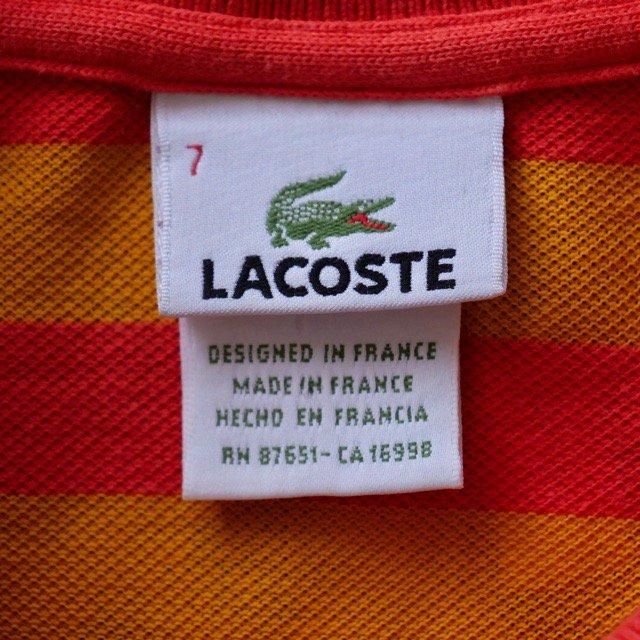 7
LACOSTE
DESIGNED IN FRANCE
MADE IN FRANCE
HECHO EN FRANCIA
RN 87651 - CA 16998